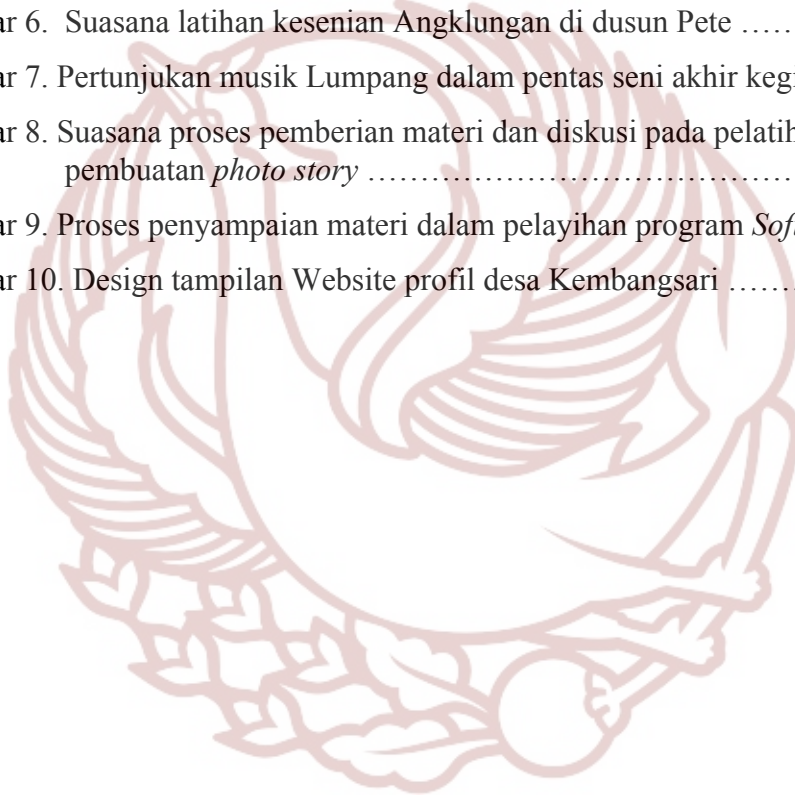 ar 6. Suasana latihan kesenian Angklungan di dusun Pete ……
ar 7. Pertunjukan musik Lumpang dalam pentas seni akhir kegi
ar 8. Suasana proses pemberian materi dan diskusi pada pelatih
pembuatan photo story ……………………………………
ar 9. Proses penyampaian materi dalam pelayihan program Sof
ar 10. Design tampilan Website profil desa Kembangsari …….